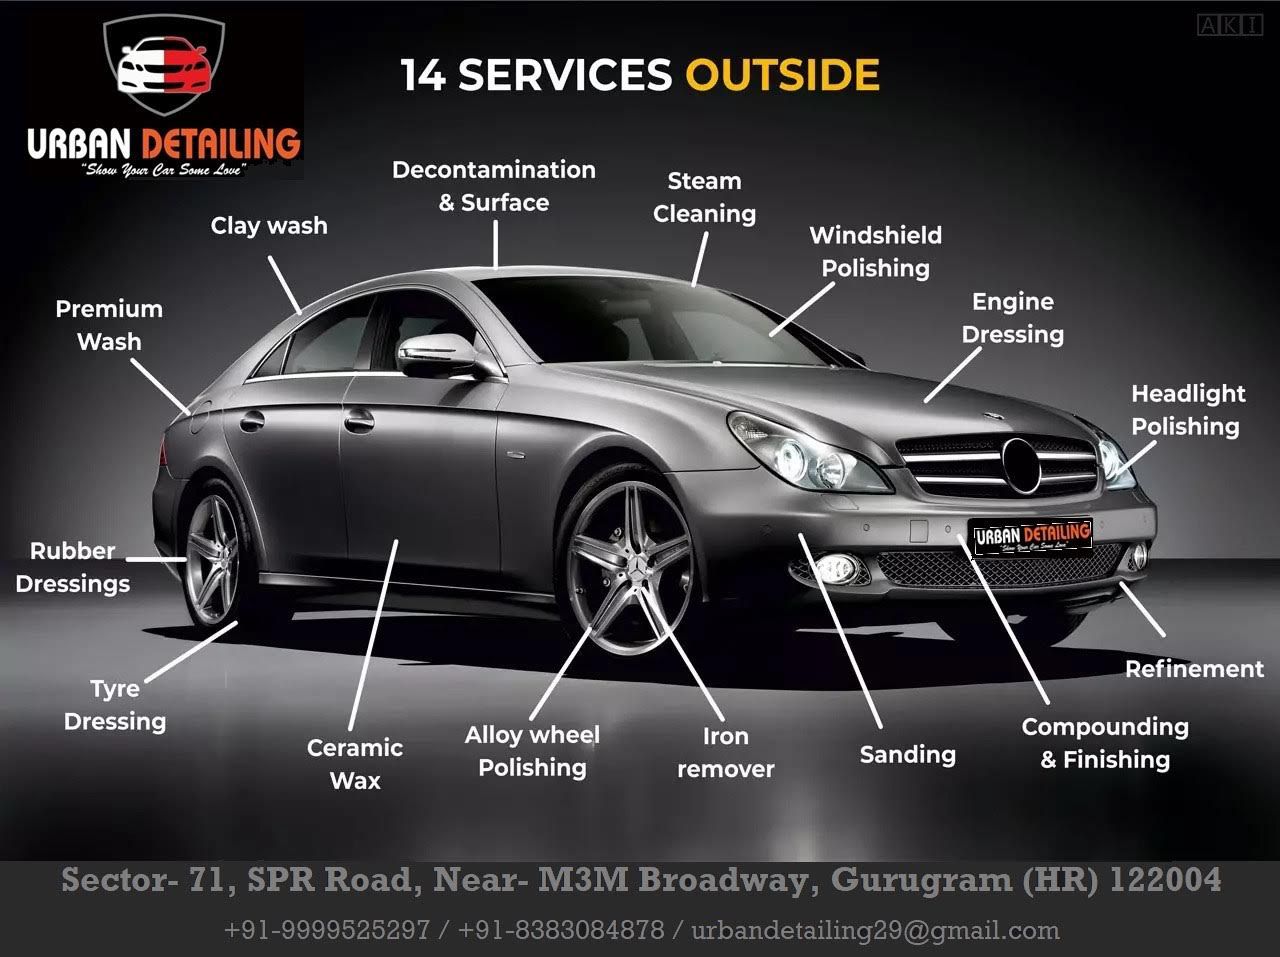 AKI
URBAN DETAILING
"Show Your Car Some Love"
14 SERVICES OUTSIDE
Decontamination
& Surface
Steam
Cleaning
Clay wash
Windshield
Polishing
Premium
Wash
Engine
Dressing
Headlight
Polishing
URBAN DETAILING
"Show Your Car Some Love"
Rubber
Dressings
Tyre
Dressing
Ceramic
Wax
Alloy wheel
Polishing
Iron
remover
Sanding
Compounding
& Finishing
Refinement
Sector- 71, SPR Road, Near- M3M Broadway, Gurugram (HR) 122004
+91-9999525297 / +91-8383084878 / urbandetailing29@gmail.com